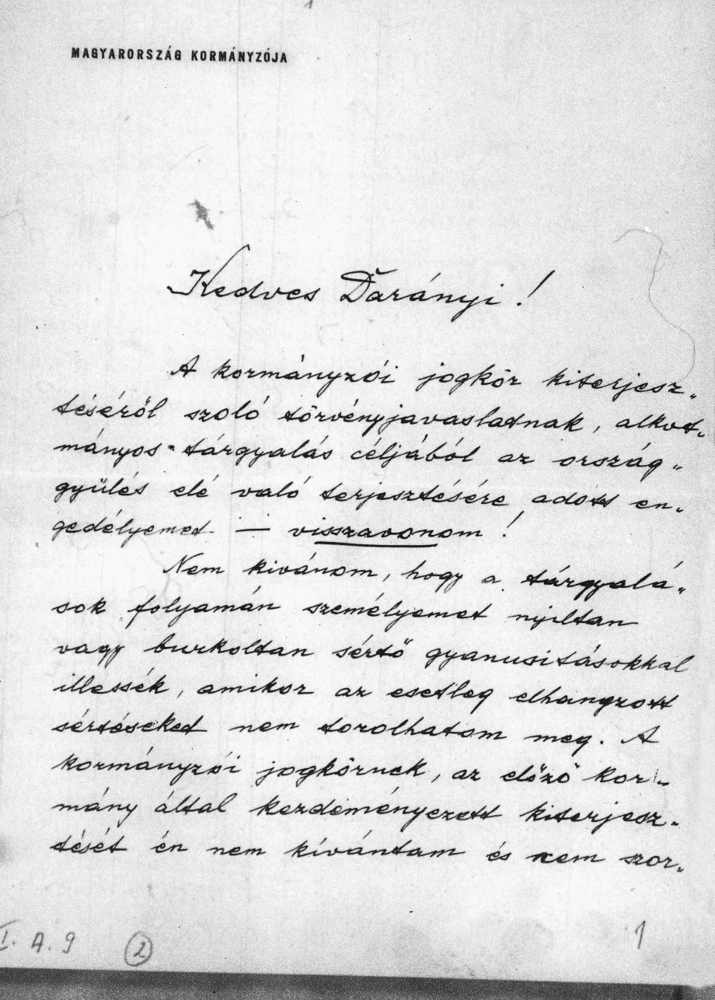 MAGYARORSZÁG KORMÁNYZÓJA
Kedves Darányi !
A kormányzói jogkör kiterjesz-
téséről szoló törvényjavaslatnak, alkot-
mányos tárgyalás céljából az ország-
gyülés elé való terjesztésére adott en-
gedélyemet — visszavonom !
Nem kivánom, hogy a tárgyalá-
sok folyamán személyemet nyiltan
vagy burkoltan sértő gyanusitásokkal
illessék, amikor az esetleg elhangzott
sértéseket nem torolhatom meg. A
kormányzói jogkörnek, az előző kor-
mány által kezdeményezett kiterjesz-
tését én nem kívántam és nem szor-
I. A. 9 2 1